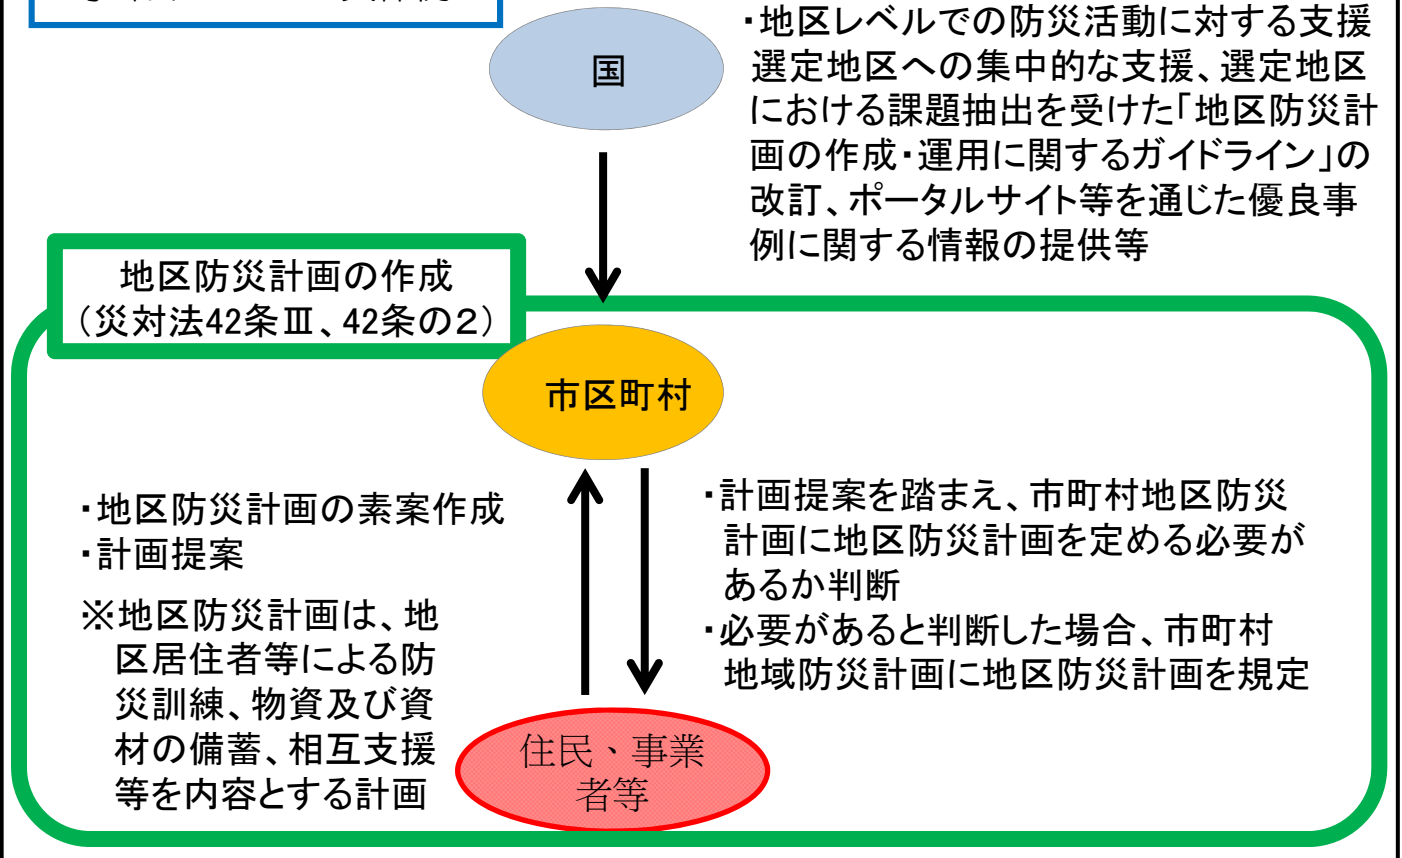 国
・地区レベルでの防災活動に対する支援
選定地区への集中的な支援、選定地区
における課題抽出を受けた「地区防災計
画の作成・運用に関するガイドライン」の
改訂、ポータルサイト等を通じた優良事
例に関する情報の提供等
地区防災計画の作成
（災対法42条Ⅲ、42条の２）
市区町村
・地区防災計画の素案作成
・計画提案
※地区防災計画は、地
区居住者等による防
災訓練、物資及び資
材の備蓄、相互支援
等を内容とする計画
・計画提案を踏まえ、市町村地区防災
計画に地区防災計画を定める必要が
あるか判断
・必要があると判断した場合、市町村
地域防災計画に地区防災計画を規定
住民、事業
者等